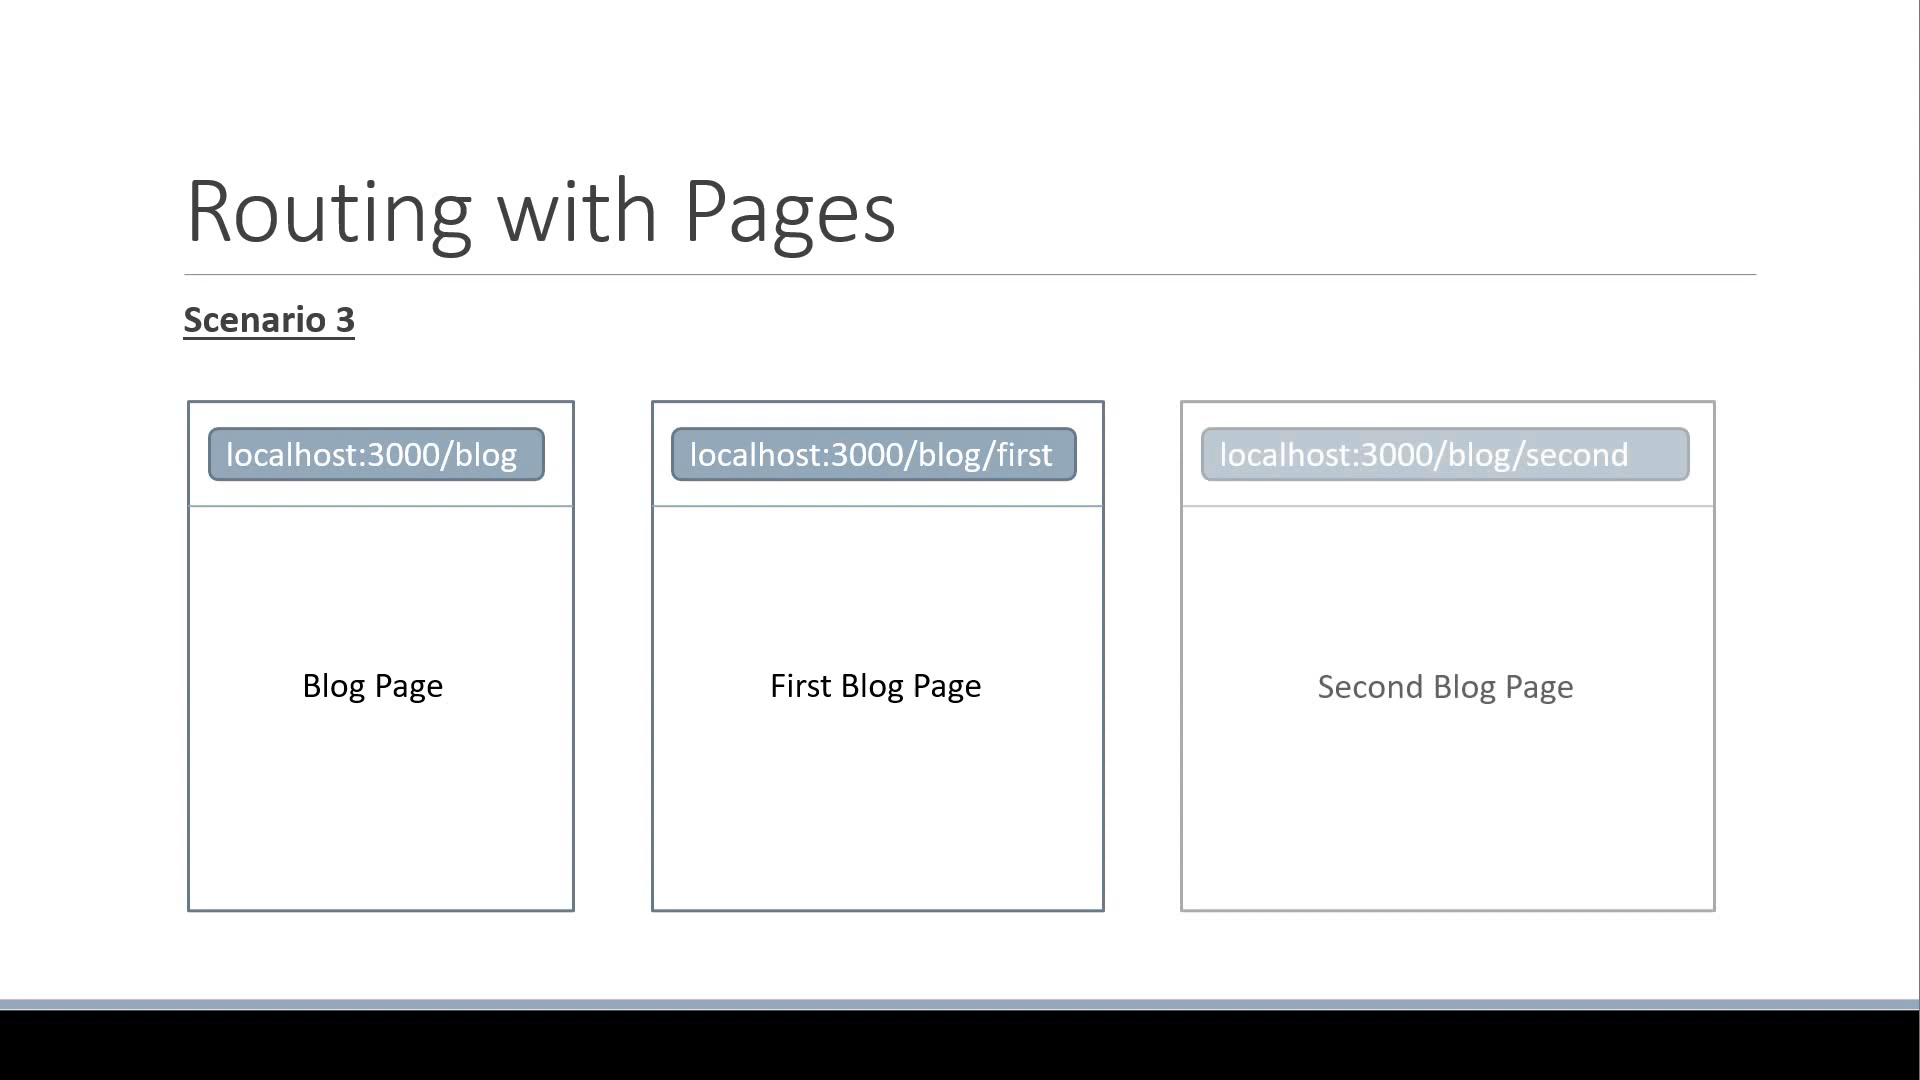 Routing with Pages
Scenario 3
localhost:3000/blog
localhost:3000/blog/first
localhost:3000/blog/second
Blog Page
First Blog Page
Second Blog Page